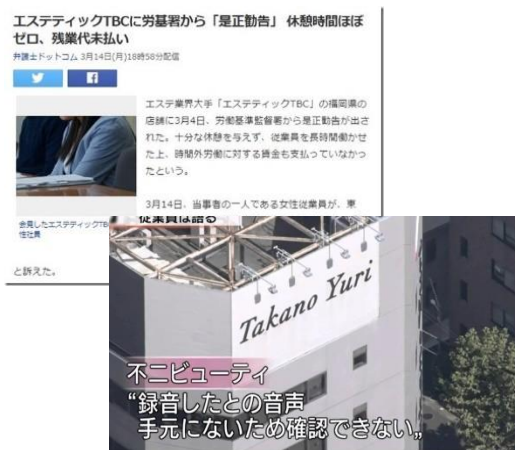 エステティックTBCに労基署から「是正勧告」 休憩時間ほぼ
ゼロ、残業代未払い
弁護士ドットコム 3月14日(月)18時58分配信
エステ業界大手「エステティックTBC」の福岡県の
店舗に3月4日、労働基準監督署から是正勧告が出さ
れた。十分な休憩を与えず、従業員を長時間働かせ
た上、時間外労働に対する賃金も支払っていなかっ
たという。
3月14日、当事者の一人である女性従業員が、東
会見したエステティックTB
性社員
従業員は語る
と訴えた。
Takano Yuri
不二ビューティ
“録音したとの音声
手元にないため確認できない„